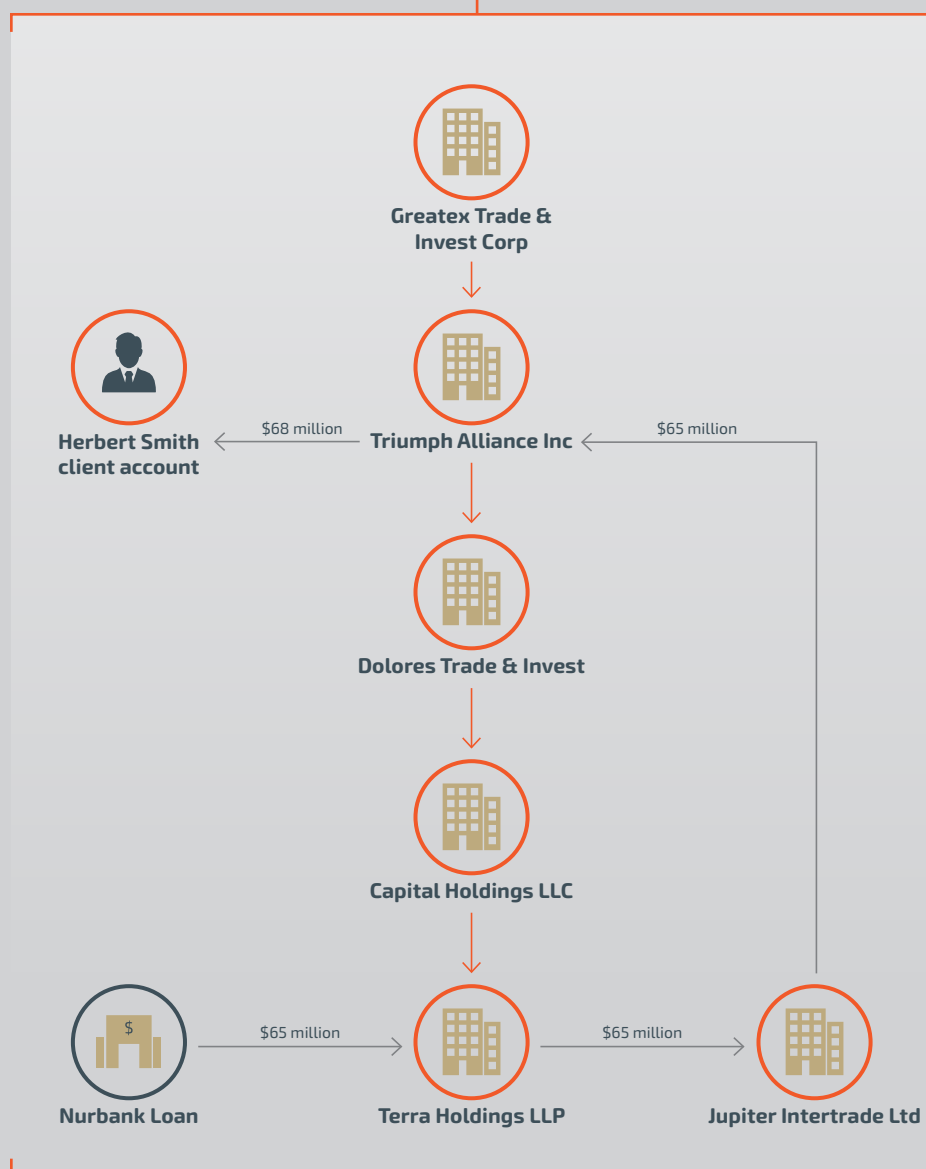 Greatex Trade &
Invest Corp
Herbert Smith
client account
$68 million
Triumph Alliance Inc
$65 million
Dolores Trade & Invest
Capital Holdings LLC
$
Nurbank Loan
$65 million
Terra Holdings LLP
$65 million
Jupiter Intertrade Ltd